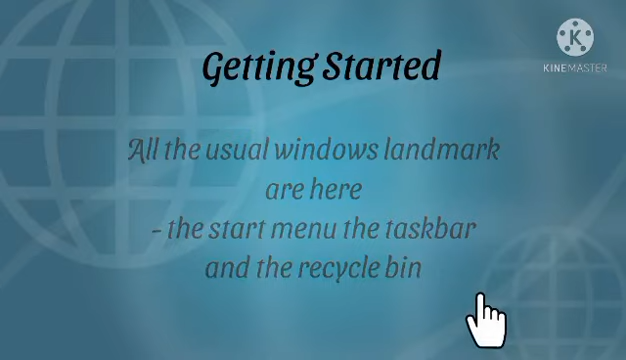 Getting Started
KINEMASTER
All the usual windows landmark
are here
- the start menu the taskbar
and the recycle bin